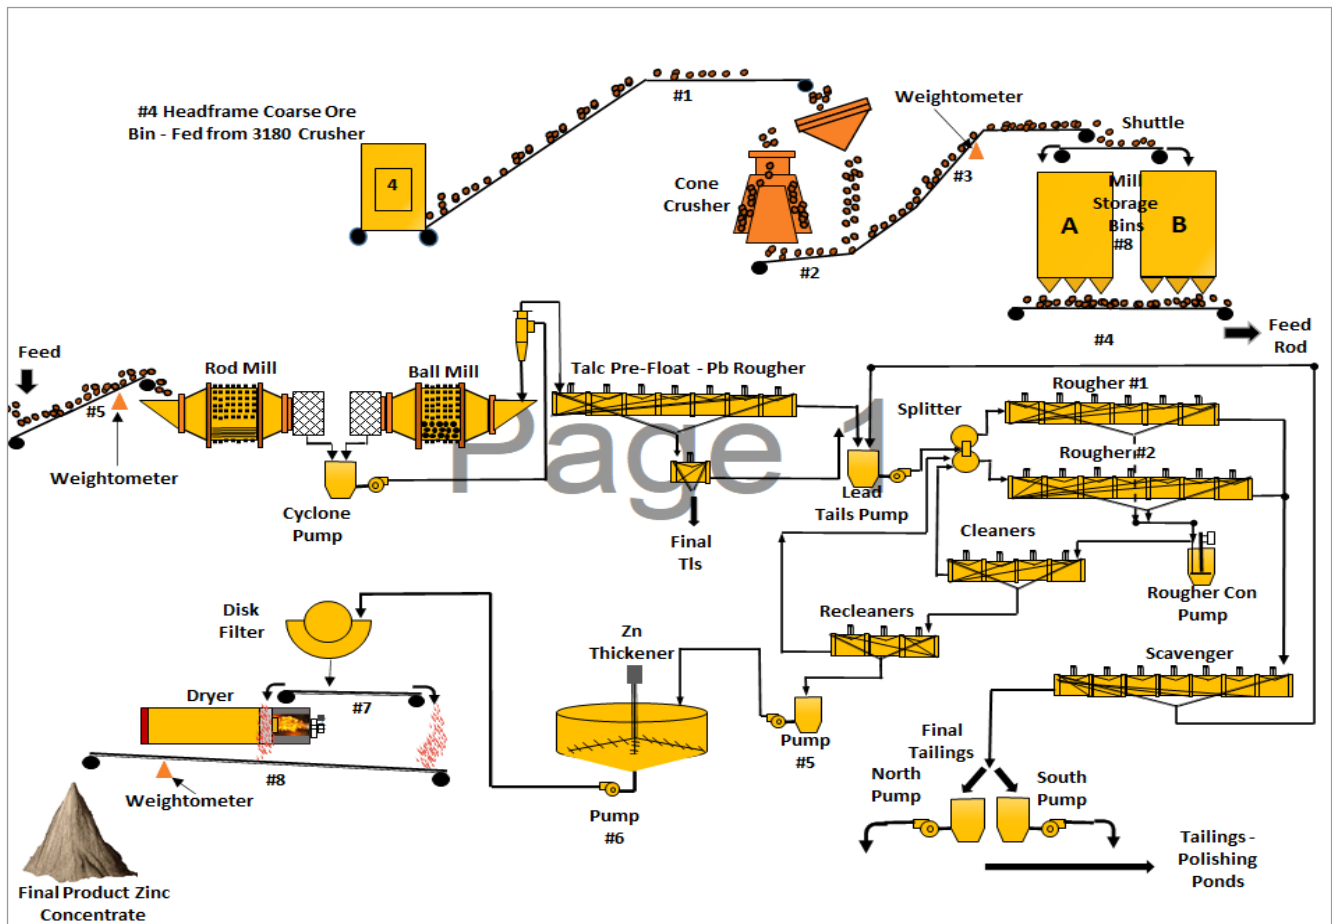 #4 Headframe Coarse Ore
Bin - Fed from 3180 Crusher
4
#1
Cone
Crusher
#2
Weightometer
#3
Shuttle
Mill
Storage
Bins
#8
A
B
#4
Feed
Rod
Feed
#5
Weightometer
Rod Mill
Ball Mill
Cyclone
Pump
Talc Pre-Float - Pb Rougher
Final
Tls
Page 1
Lead
Tails Pump
Splitter
Rougher #1
Rougher #2
Cleaners
Rougher Con
Pump
Recleaners
Scavenger
Disk
Filter
Zn
Thickener
Dryer
#7
#8
Weightometer
Final Product Zinc
Concentrate
Pump
#6
Pump
#5
Final
Tailings
North
Pump
South
Pump
Tailings -
Polishing
Ponds